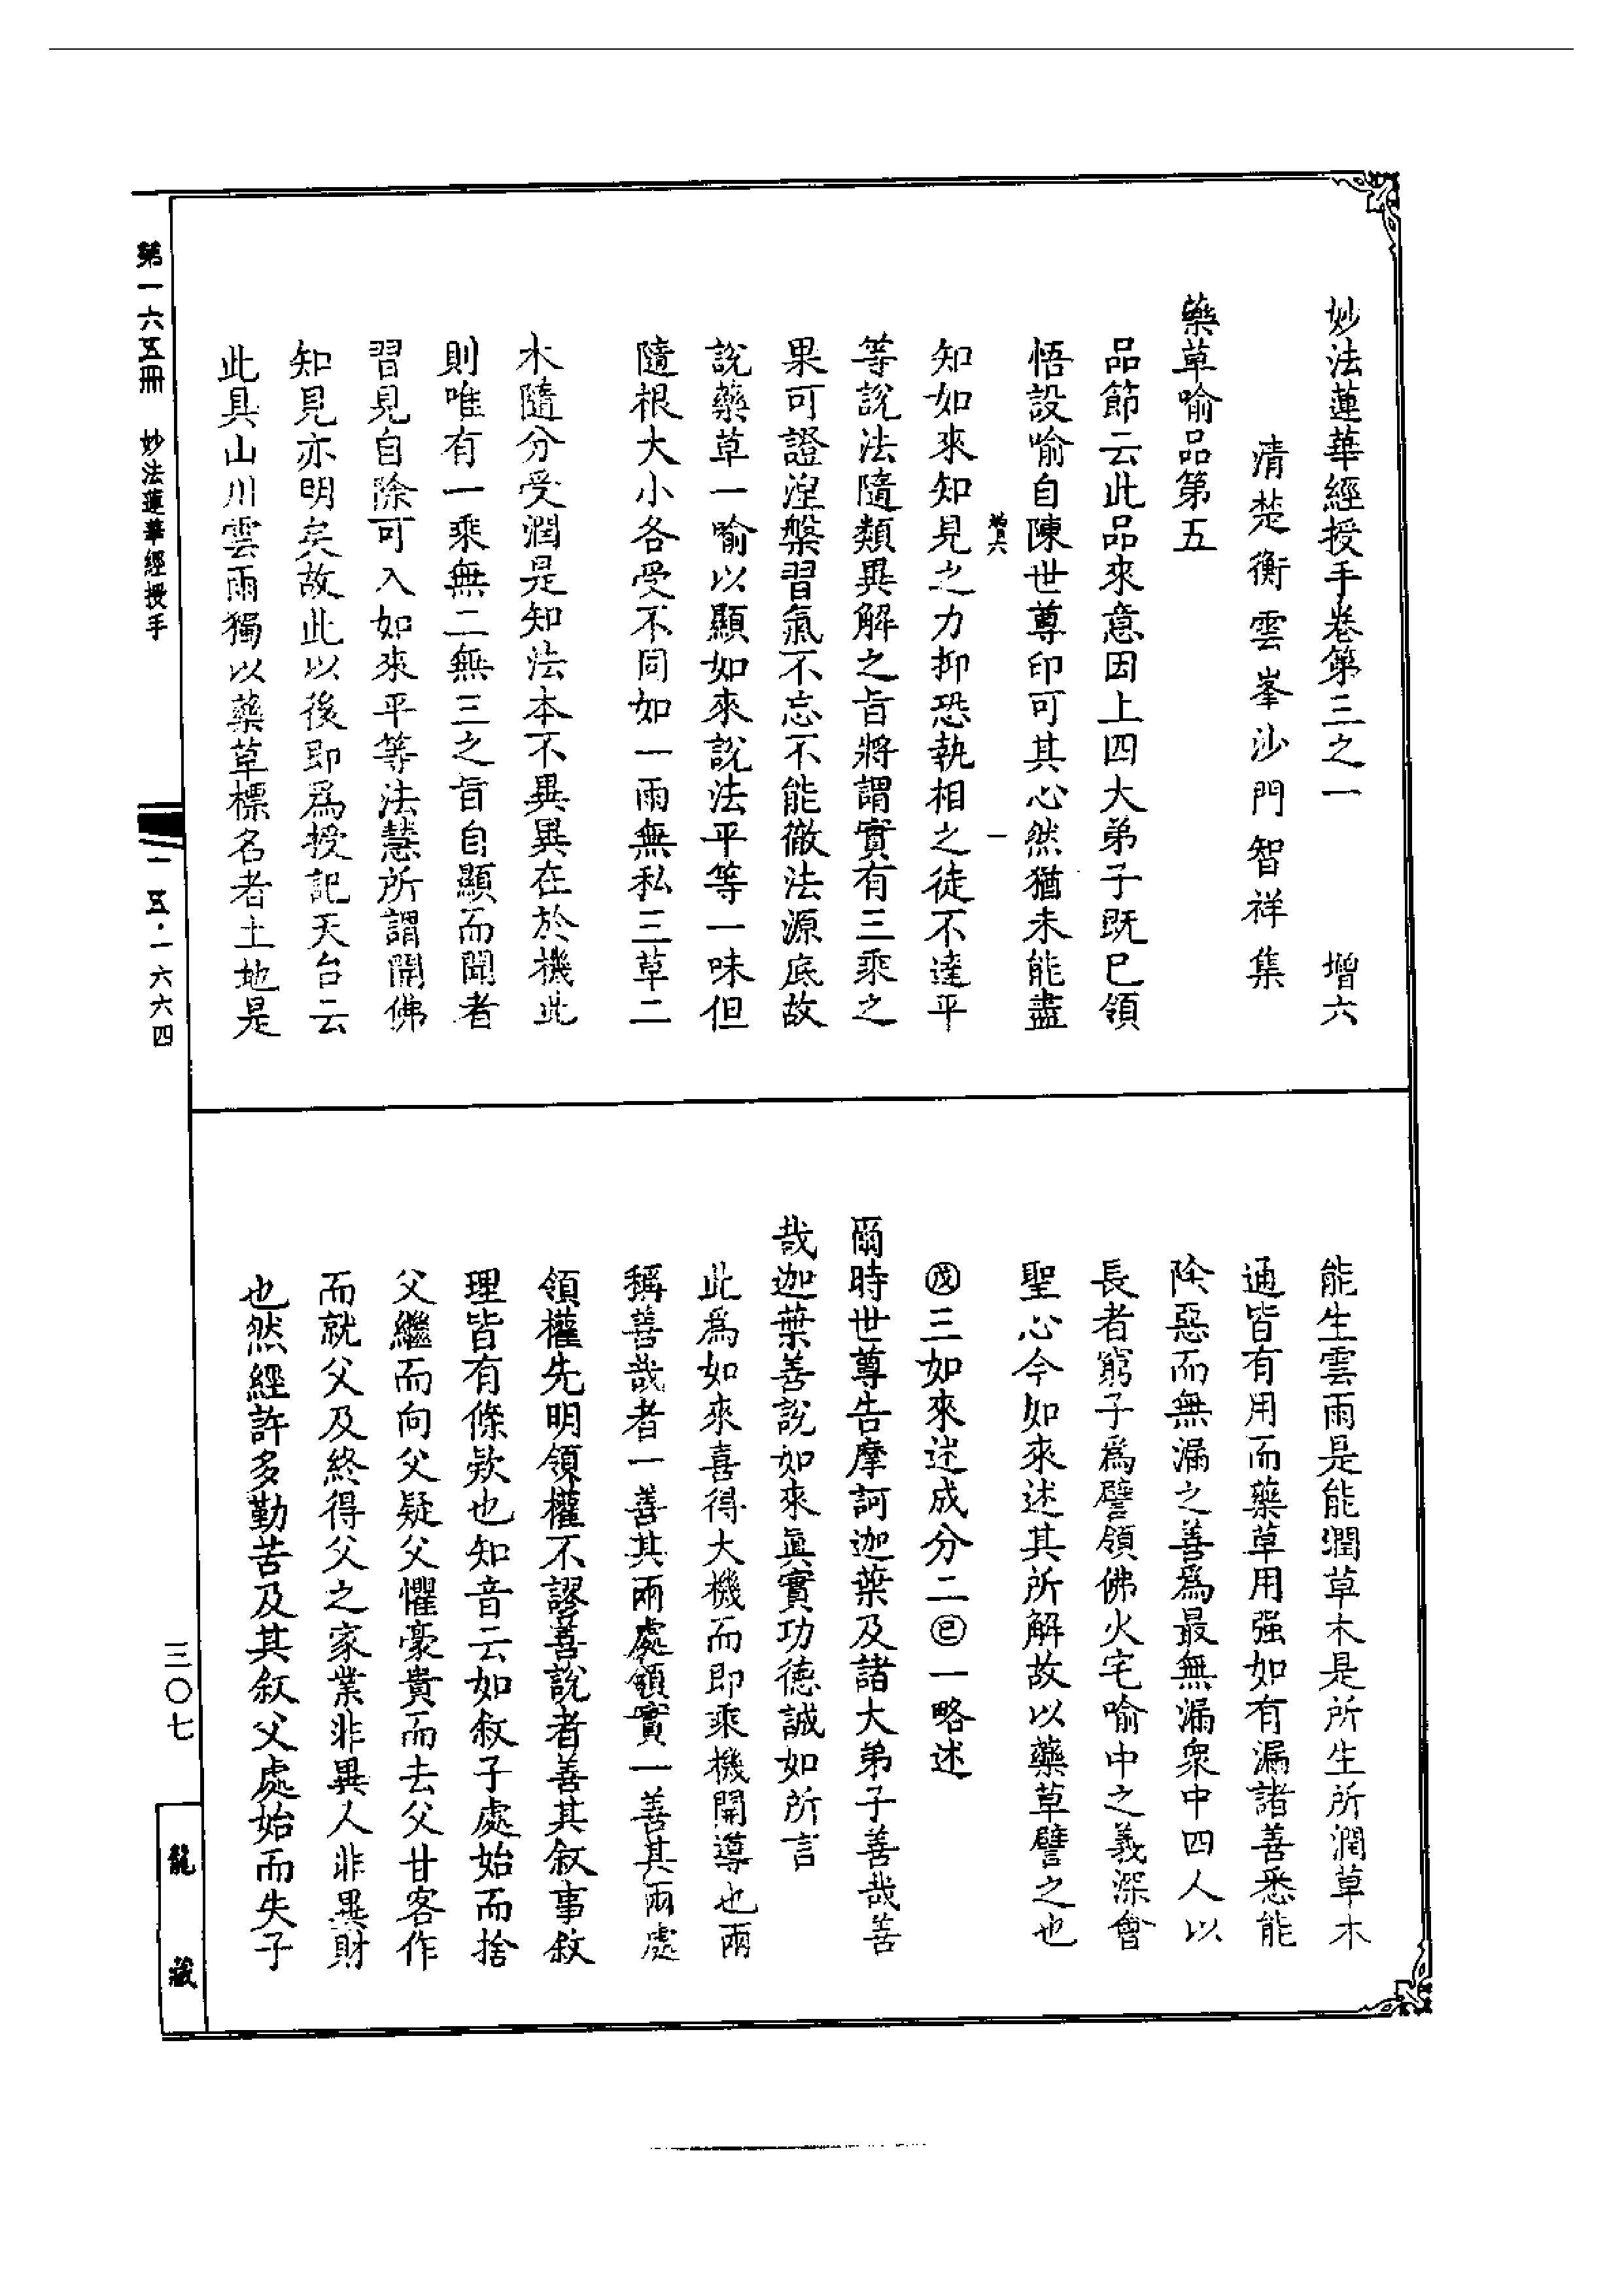 妙法蓮華經授手卷第三之一　增六
清楚衡雲峯沙門智祥集
藥草喻品第五
品節云此品來意因上四大弟子既已領
悟設喻自陳世尊印可其心然猶未能盡
增六　一
知如來知見之力抑恐執相之徒不達平
等說法隨類異解之旨將謂實有三乘之
果可證涅槃習氣不忘不能徹法源底故
說藥草一喻以顯如來說法平等一味但
隨根大小各受不同如一雨無私三草二
木隨分受潤是知法本不異異在於機此
則唯有一乘無二無三之旨自顯而聞者
習見自除可入如來平等法慧所謂開佛
知見亦明矣故此以後即爲授記天台云
此具山川雲雨獨以藥草標名者土地是
能生雲雨是能潤草木是所生所潤草木
通皆有用而藥草用强如有漏諸善悉能
除惡而無漏之善爲最無漏衆中四人以
長者窮子爲譬領佛火宅喻中之義深會
聖心今如來述其所解故以藥草譬之也
㊅三如來述成分二㊂一略述
爾時世尊告摩訶迦葉及諸大弟子善哉善
哉迦葉善說如來眞實功德誠如所言
此爲如來喜得大機而即乘機開導也兩
稱善哉者一善其兩處領實一善其兩處
領權先明領權不謬善說者善其叙事敘
理皆有條欵也知音云如叙子處始而捨
父繼而向父疑父懼豪貴而去父甘客作
而就父及終得父之家業非異人非異財
也然經許多勤苦及其叙父處始而失子
第一六五冊　妙法蓮華經授手
一五·一六六四
三〇七
龍藏